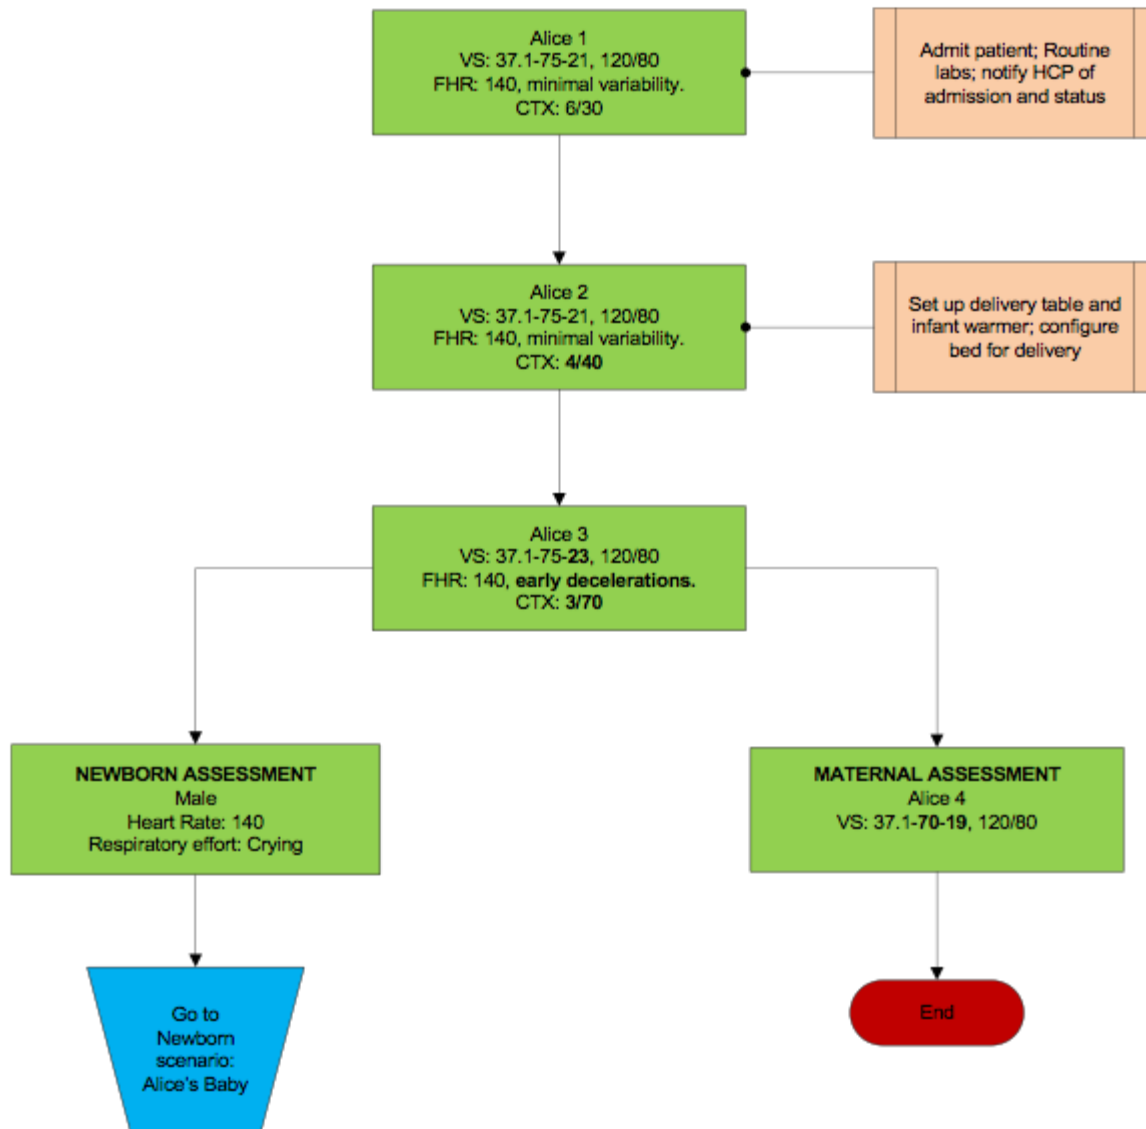 Alice 1
VS: 37.1-75-21, 120/80
FHR: 140, minimal variability.
CTX: 6/30
Admit patient; Routine
labs; notify HCP of
admission and status
Alice 2
VS: 37.1-75-21, 120/80
FHR: 140, minimal variability.
CTX: 4/40
Set up delivery table and
infant warmer; configure
bed for delivery
Alice 3
VS: 37.1-75-23, 120/80
FHR: 140, early decelerations.
CTX: 3/70
NEWBORN ASSESSMENT
Male
Heart Rate: 140
Respiratory effort: Crying
MATERNAL ASSESSMENT
Alice 4
VS: 37.1-70-19, 120/80
Go to
Newborn
scenario:
Alice's Baby
End